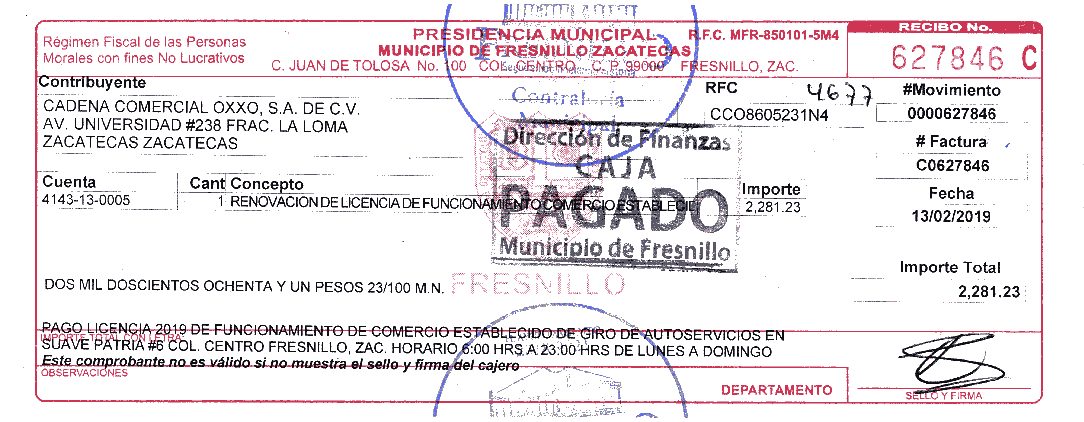 PRESIDENCIA MUNICIPAL
R.F.C. MFR-850101-5M4
MUNICIPIO DE FRESNILLO ZACATECAS
C. JUAN DE TOLOSA No. 100 COL. CENTRO C. P. 99000 FRESNILLO, ZAC.
Régimen Fiscal de las Personas
Morales con fines No Lucrativos
RECIBO No.
627846 C
Contribuyente
CADENA COMERCIAL OXXO, S.A. DE C.V.
AV. UNIVERSIDAD #238 FRAC. LA LOMA
ZACATECAS ZACATECAS
RFC
4677
CCO8605231N4
#Movimiento
0000627846
# Factura
C0627846
Fecha
13/02/2019
Contraloría
Municipal
Dirección de Finanzas
CAJA
PAGADO
Municipio de Fresnillo
Cuenta Cant Concepto Importe
4143-13-0005 1 RENOVACION DE LICENCIA DE FUNCIONAMIENTO COMERCIO ESTABLECIE 2,281.23
Importe Total
2,281.23
DOS MIL DOSCIENTOS OCHENTA Y UN PESOS 23/100 M.N.
FRESNILLO
PAGO LICENCIA 2019 DE FUNCIONAMIENTO DE COMERCIO ESTABLECIDO DE GIRO DE AUTOSERVICIOS EN
IMPORTE TOTAL CON LETRA
SUAVE PATRIA #6 COL. CENTRO FRESNILLO, ZAC. HORARIO 6:00 HRS A 23:00 HRS DE LUNES A DOMINGO
Este comprobante no es válido si no muestra el sello y firma del cajero
OBSERVACIONES
DEPARTAMENTO
SELLO Y FIRMA